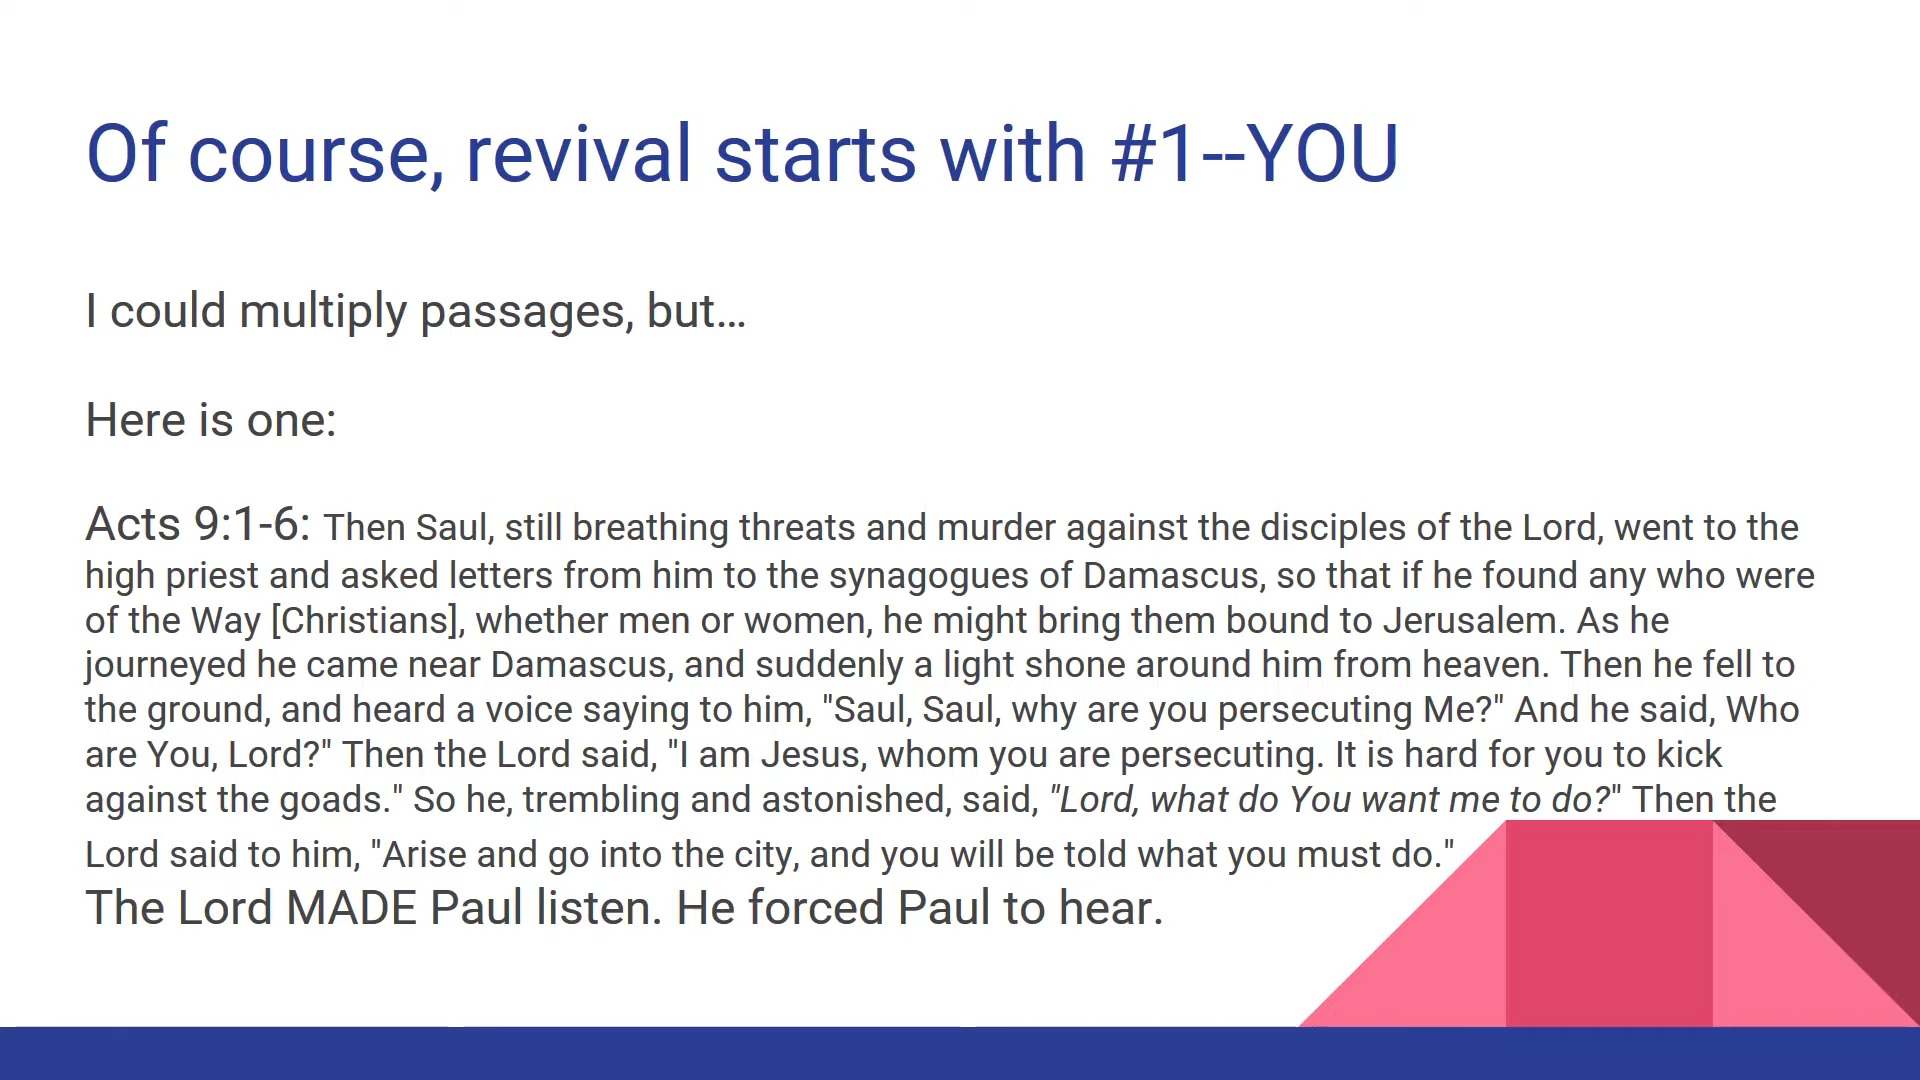 Of course, revival starts with #1--YOU
I could multiply passages, but…
Here is one:
Acts 9:1-6: Then Saul, still breathing threats and murder against the disciples of the Lord, went to the
high priest and asked letters from him to the synagogues of Damascus, so that if he found any who were
of the Way [Christians], whether men or women, he might bring them bound to Jerusalem. As he
journeyed he came near Damascus, and suddenly a light shone around him from heaven. Then he fell to
the ground, and heard a voice saying to him, "Saul, Saul, why are you persecuting Me?" And he said, Who
are You, Lord?" Then the Lord said, "I am Jesus, whom you are persecuting. It is hard for you to kick
against the goads." So he, trembling and astonished, said, "Lord, what do You want me to do?" Then the
Lord said to him, "Arise and go into the city, and you will be told what you must do."
The Lord MADE Paul listen. He forced Paul to hear.